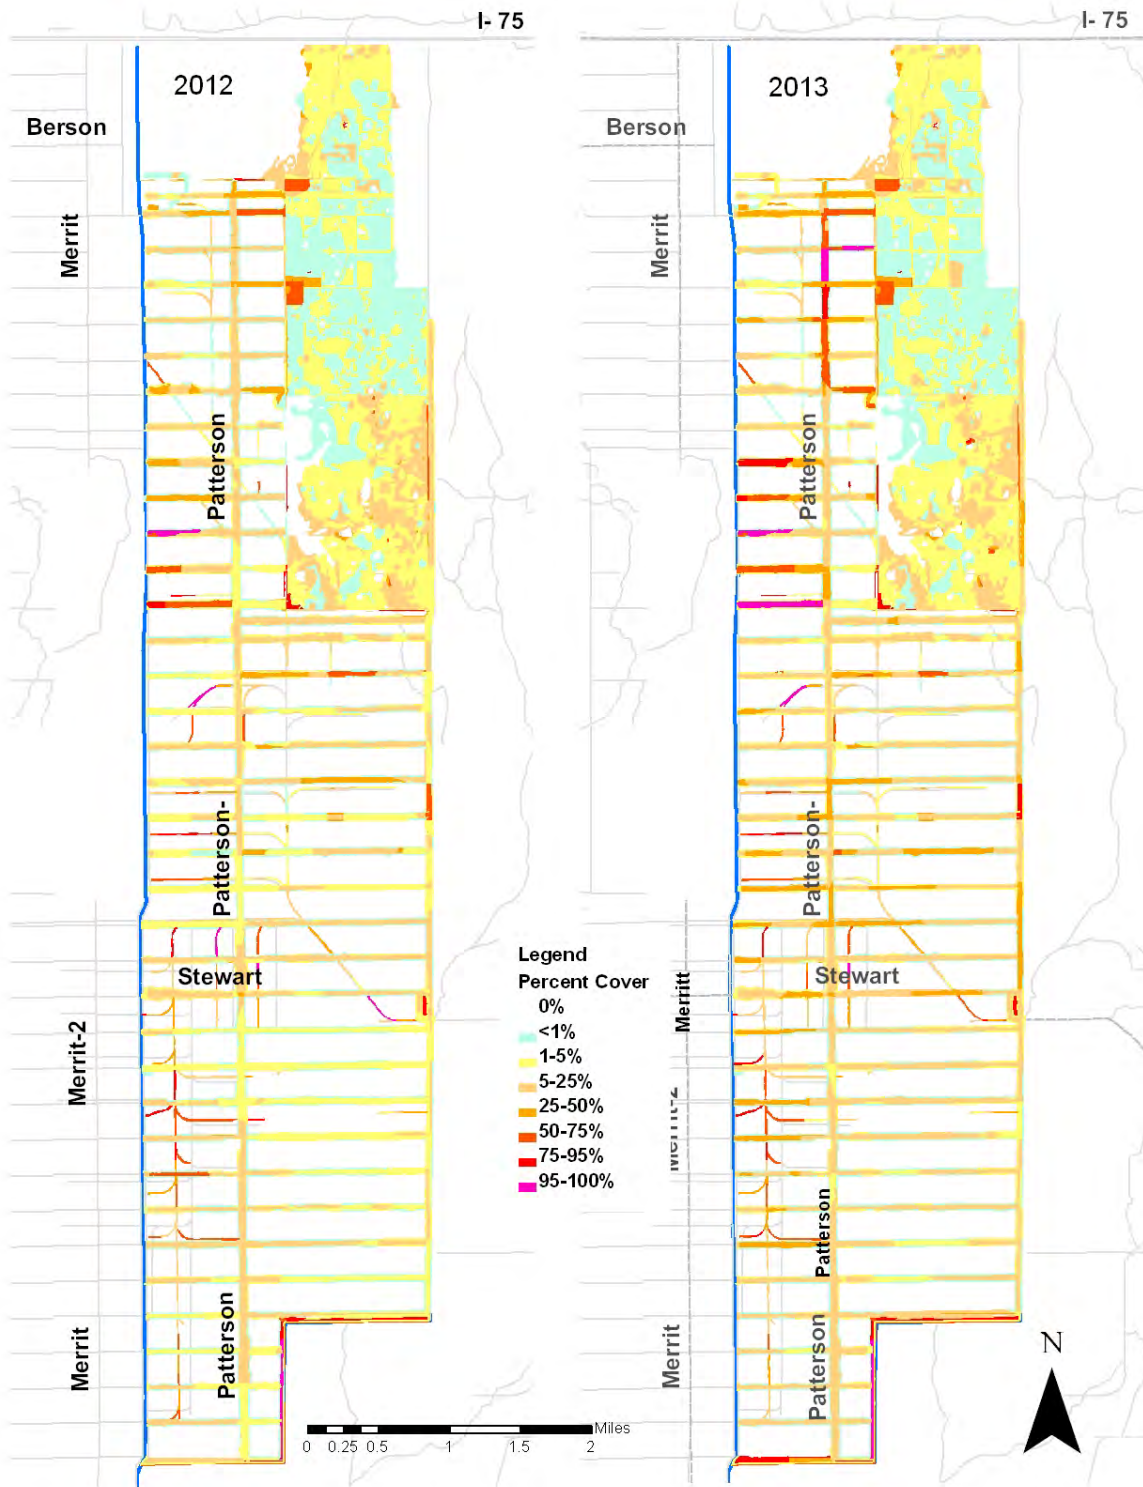 I- 75
I- 75
2012
2013
Berson
Berson
Merrit
Merrit
Patterson
Patterson
Patterson-
Patterson-
Stewart
Stewart
Legend
Percent Cover
0%
<1%
1-5%
5-25%
25-50%
50-75%
75-95%
95-100%
Merrit-2
Merritt
Patterson
Patterson
Patterson
Merrit
Merrit
N
Miles
0 0.25 0.5 1 1.5 2